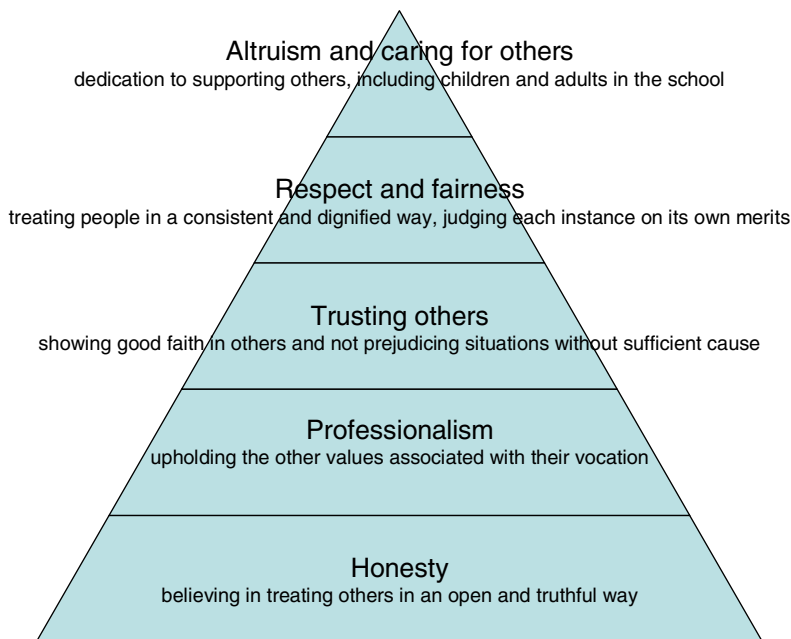 Altruism and caring for others
dedication to supporting others, including children and adults in the school
Respect and fairness
treating people in a consistent and dignified way, judging each instance on its own merits
Trusting others
showing good faith in others and not prejudicing situations without sufficient cause
Professionalism
upholding the other values associated with their vocation
Honesty
believing in treating others in an open and truthful way